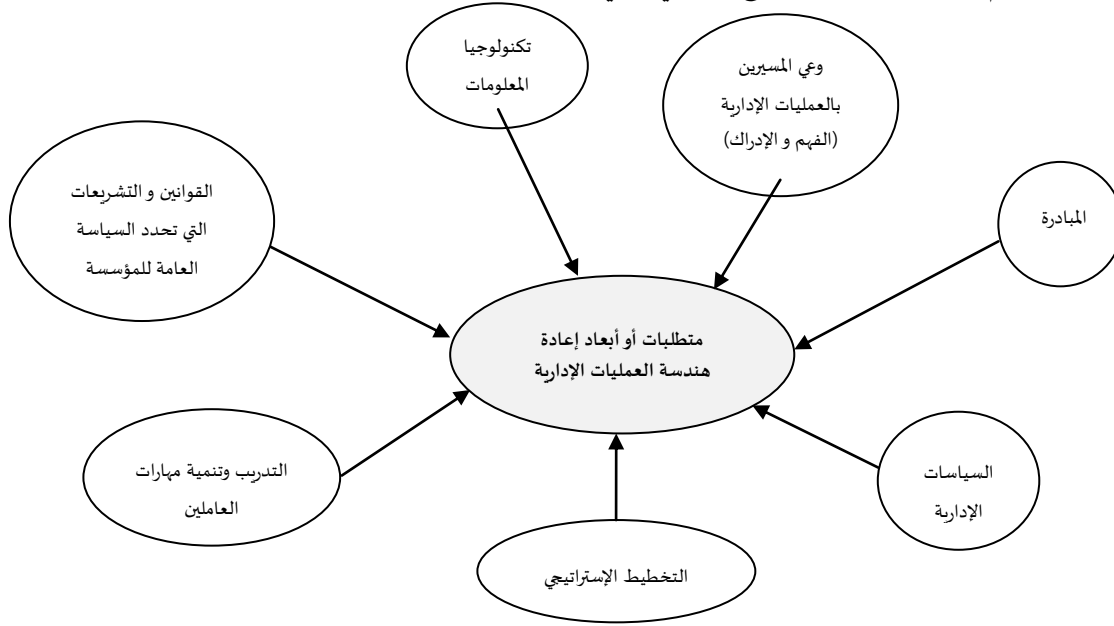 تكنولوجيا
المعلومات
وعي المسيرين
بالعمليات الإدارية
(الفهم و الإدراك)
المبادرة
القوانين و التشريعات
التي تحدد السياسة
العامة للمؤسسة
متطلبات أو أبعاد إعادة
هندسة العمليات الإدارية
التدريب وتنمية مهارات
العاملين
السياسات
الإدارية
التخطيط الإستراتيجي